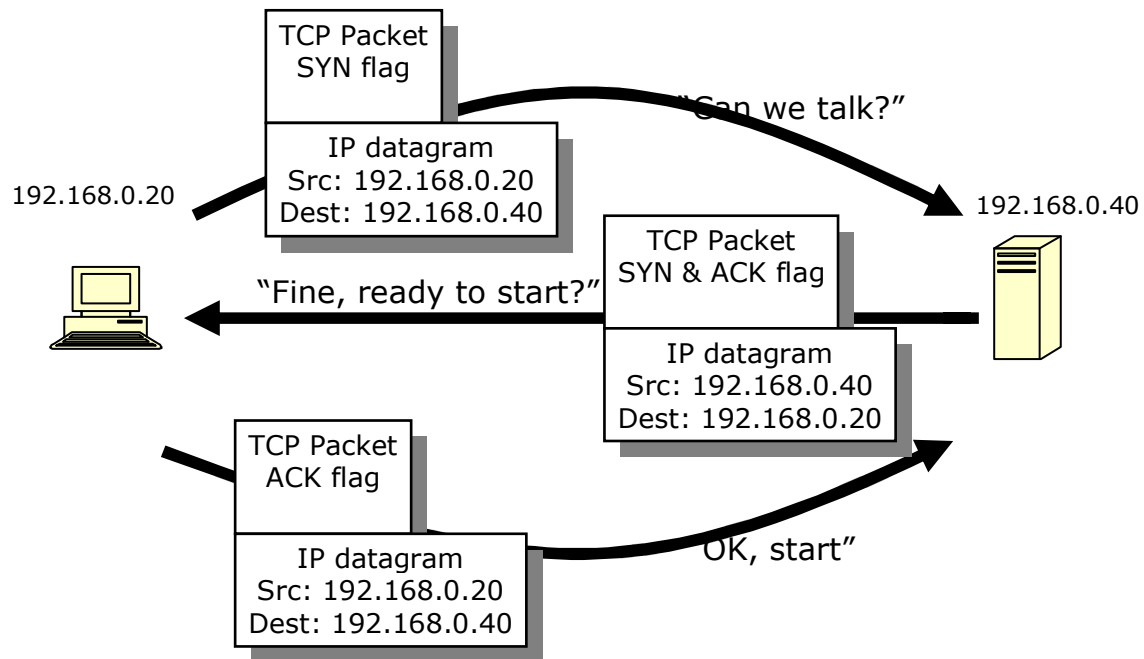 TCP Packet
SYN flag
“Can we talk?”
IP datagram
Src: 192.168.0.20
Dest: 192.168.0.40
192.168.0.20
192.168.0.40
TCP Packet
SYN & ACK flag
“Fine, ready to start?”
IP datagram
Src: 192.168.0.40
Dest: 192.168.0.20
TCP Packet
ACK flag
OK, start”
IP datagram
Src: 192.168.0.20
Dest: 192.168.0.40